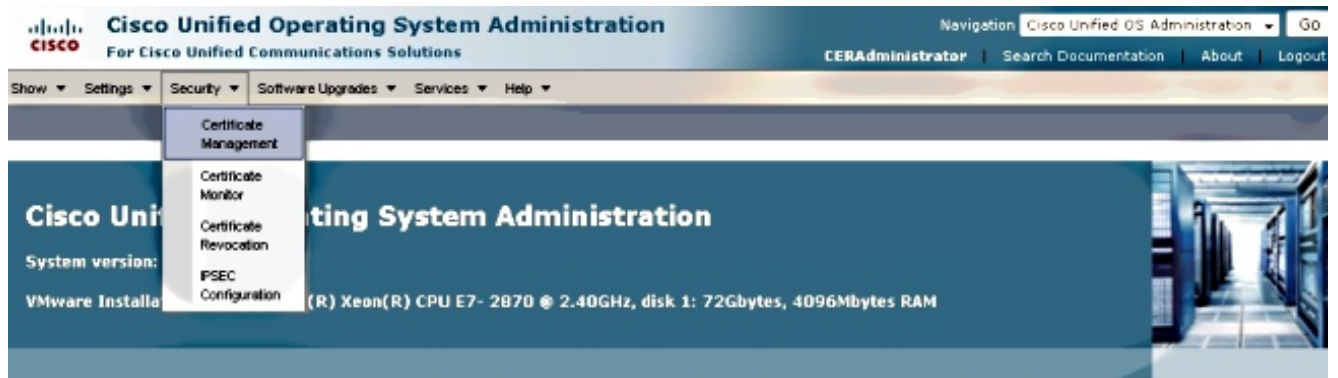 CISCO
Cisco Unified Operating System Administration
For Cisco Unified Communications Solutions
Navigation Cisco Unified OS Administration Go
CERAdministrator | Search Documentation | About | Logout
Show Settings Security Software Upgrades Services Help
Certificate
Management
Certificate
Monitor
Certificate
Revocation
IPSEC
Configuration
Cisco Uni ting System Administration
System version:
VMware Installa (R) Xeon(R) CPU E7- 2870 @ 2.40GHz, disk 1: 72Gbytes, 4096Mbytes RAM